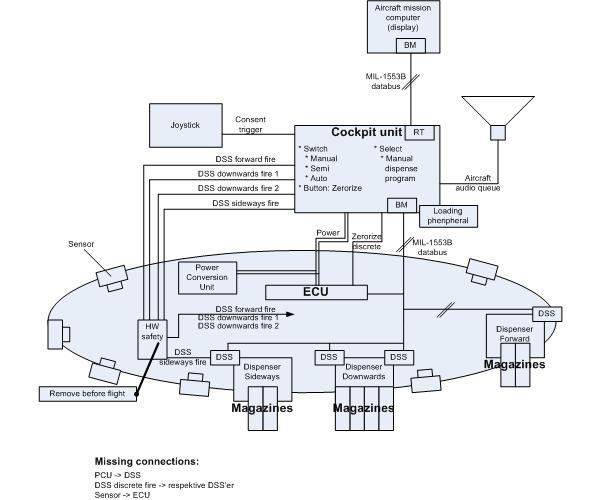 Aircraft mission
computer
(display)
BM
MIL-1553B
databus
Joystick
Consent
trigger
Cockpit unit
RT
* Switch
* Manual
* Semi
* Auto
* Button: Zerorize
* Select
* Manual
dispense
program
BM
Aircraft
audio queue
Loading
pheripheral
DSS forward fire
DSS downwards fire 1
DSS downwards fire 2
DSS sideways fire
Power
Zerorize
discrete
MIL-1553B
databus
Sensor
Power
Conversion
Unit
ECU
HW
safety
DSS forward fire
DSS downwards fire 1
DSS downwards fire 2
DSS
sideways fire
DSS
Dispenser
Forward
Magazines
DSS
Dispenser
Sideways
Magazines
DSS
DSS
Dispenser
Downwards
Magazines
Remove before flight
Missing connections:
PCU -> DSS
DSS discrete fire -> respektive DSS'er
Sensor -> ECU